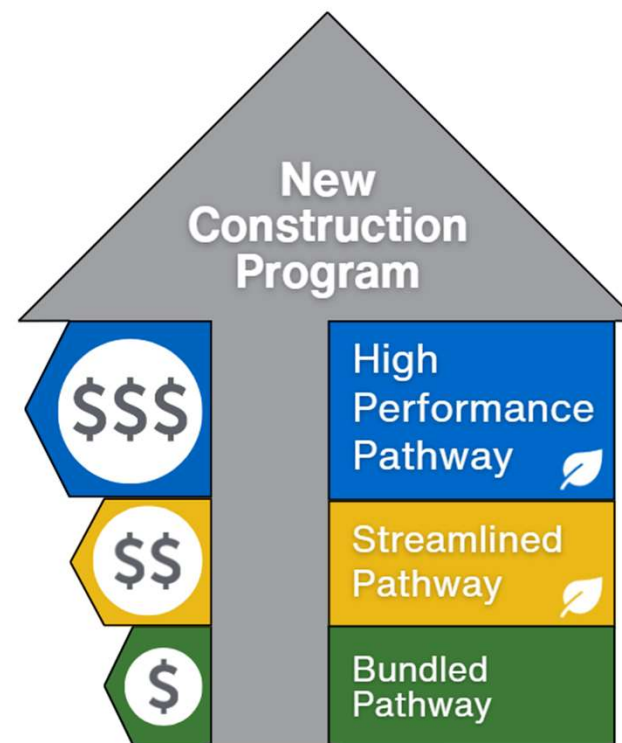 New
Construction
Program
$$$
High
Performance
Pathway
$$
Streamlined
Pathway
$
Bundled
Pathway